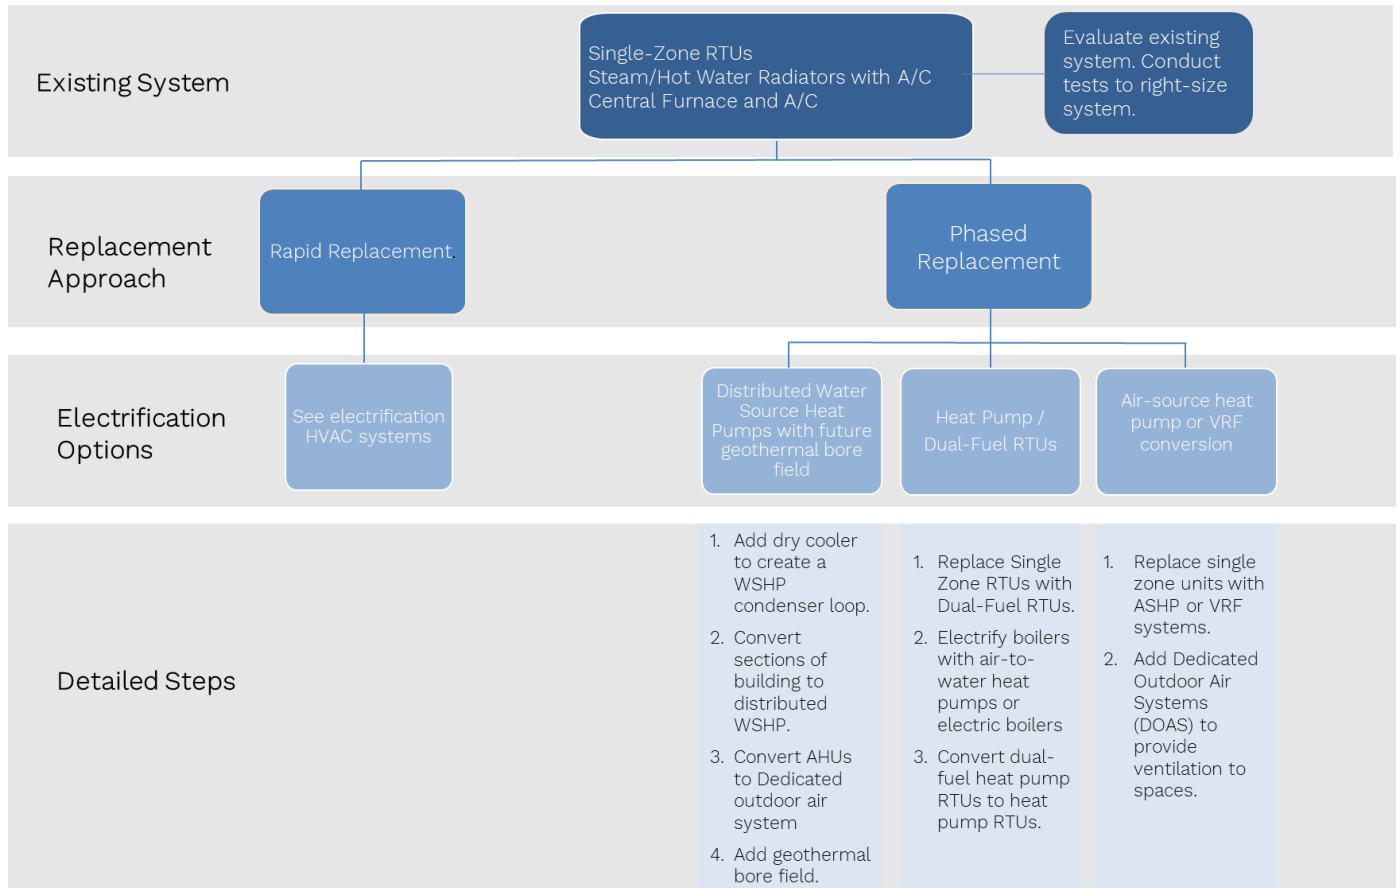 Existing System
Single-Zone RTUs
Steam/Hot Water Radiators with A/C
Central Furnace and A/C
Evaluate existing
system. Conduct
tests to right-size
system.
Replacement
Approach
Rapid Replacement.
Phased
Replacement
Electrification
Options
See electrification
HVAC systems
Distributed Water
Source Heat
Pumps with future
geothermal bore
field
Heat Pump /
Dual-Fuel RTUs
Air-source heat
pump or VRF
conversion
Detailed Steps
1. Add dry cooler
to create a
WSHP
condenser loop.
2. Convert
sections of
building to
distributed
WSHP.
3. Convert AHUs
to Dedicated
outdoor air
system
4. Add geothermal
bore field.
1. Replace Single
Zone RTUs with
Dual-Fuel RTUs.
2. Electrify boilers
with air-to-
water heat
pumps or
electric boilers
3. Convert dual-
fuel heat pump
RTUs to heat
pump RTUs.
1. Replace single
zone units with
ASHP or VRF
systems.
2. Add Dedicated
Outdoor Air
Systems
(DOAS) to
provide
ventilation to
spaces.